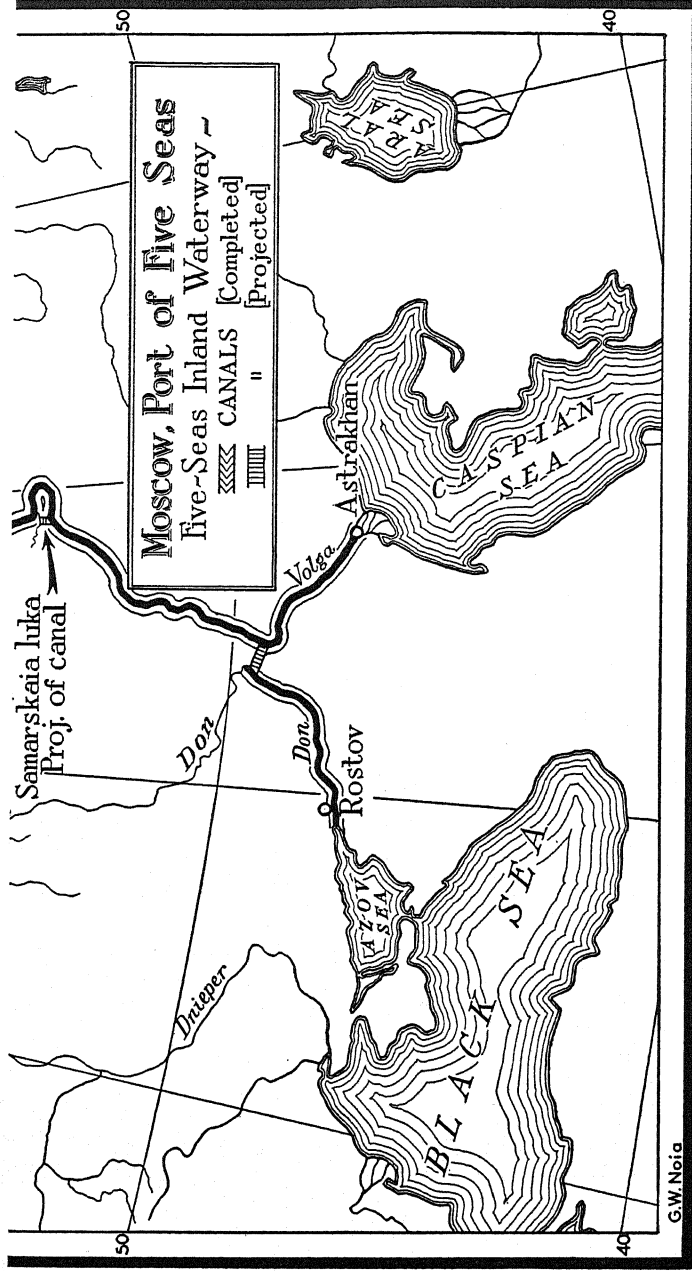 Moscow, Port of Five Seas
Five-Seas Inland Waterway~
CANALS [Completed]
" [Projected]
50
40
Samarskaia luka
Proj. of canal
ARAL
SEA
Volga
Astrakhan
CASPIAN
SEA
Don
Don
Rostov
AZOV
SEA
Dnieper
BLACK SEA
50
40
G.W. Noia